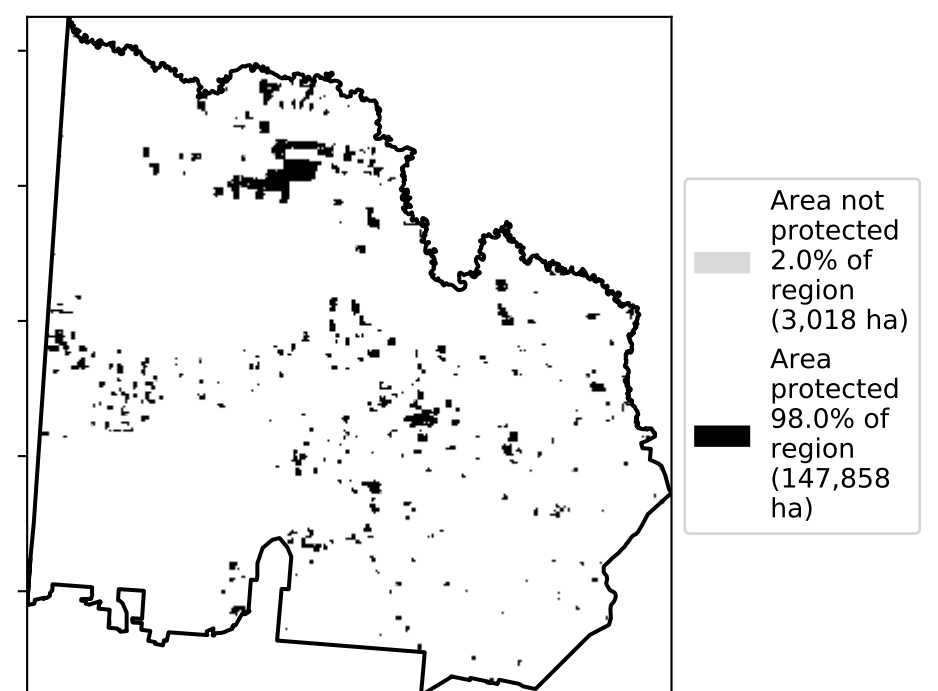 Area not
protected
2.0% of
region
(3,018 ha)
Area
protected
98.0% of
region
(147,858
ha)